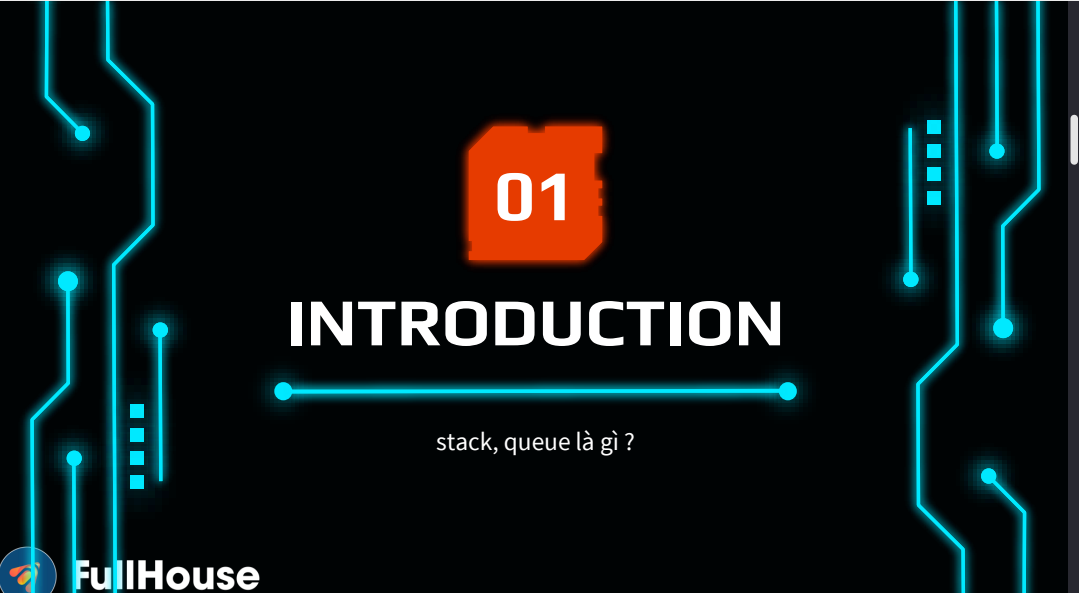 01
INTRODUCTION
stack, queue là gì ?
FullHouse